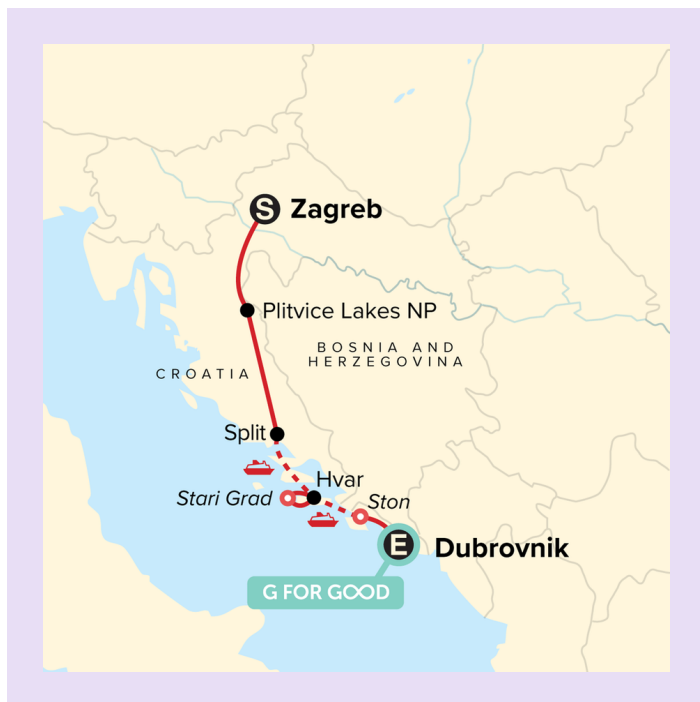 S Zagreb
Plitvice Lakes NP
BOSNIA AND
HERZEGOVINA
CROATIA
Split
Hvar
Stari Grad
Ston
E Dubrovnik
G FOR GOOD